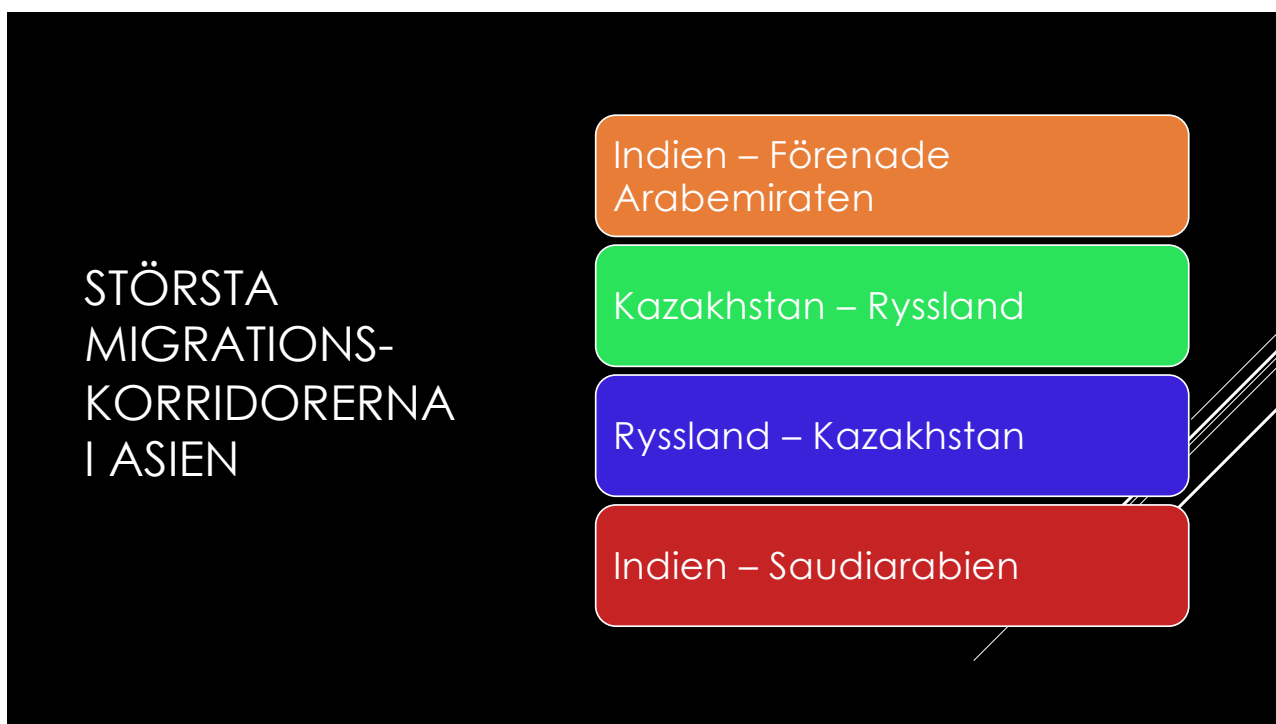 STÖRSTA
MIGRATIONS-
KORRIDORERNA
I ASIEN
Indien – Förenade
Arabemiraten
Kazakhstan – Ryssland
Ryssland – Kazakhstan
Indien – Saudiarabien